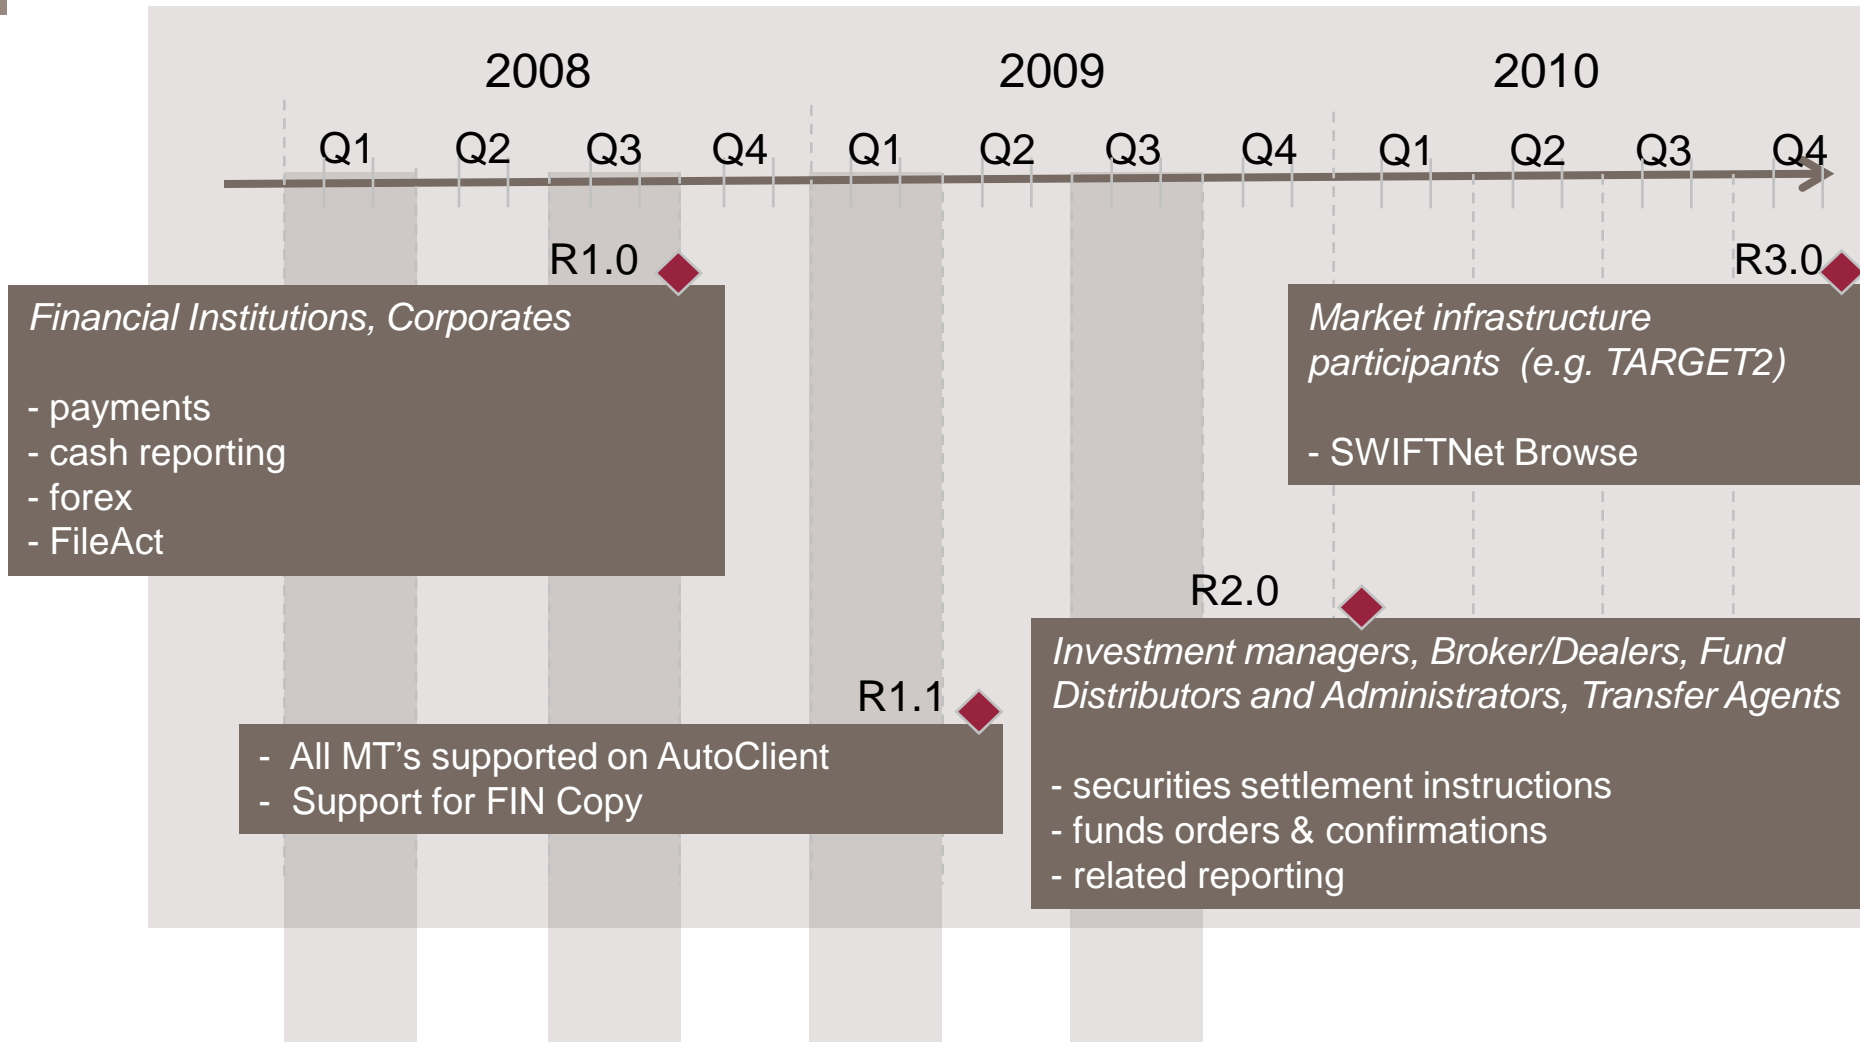 2008
2009
2010
Q1
Q2
Q3
Q4
Q1
Q2
Q3
Q4
Q1
Q2
Q3
Q4
R1.0
Financial Institutions, Corporates
- payments
- cash reporting
- forex
- FileAct
R3.0
Market infrastructure
participants (e.g. TARGET2)
- SWIFTNet Browse
R1.1
- All MT’s supported on AutoClient
- Support for FIN Copy
R2.0
Investment managers, Broker/Dealers, Fund
Distributors and Administrators, Transfer Agents
- securities settlement instructions
- funds orders & confirmations
- related reporting